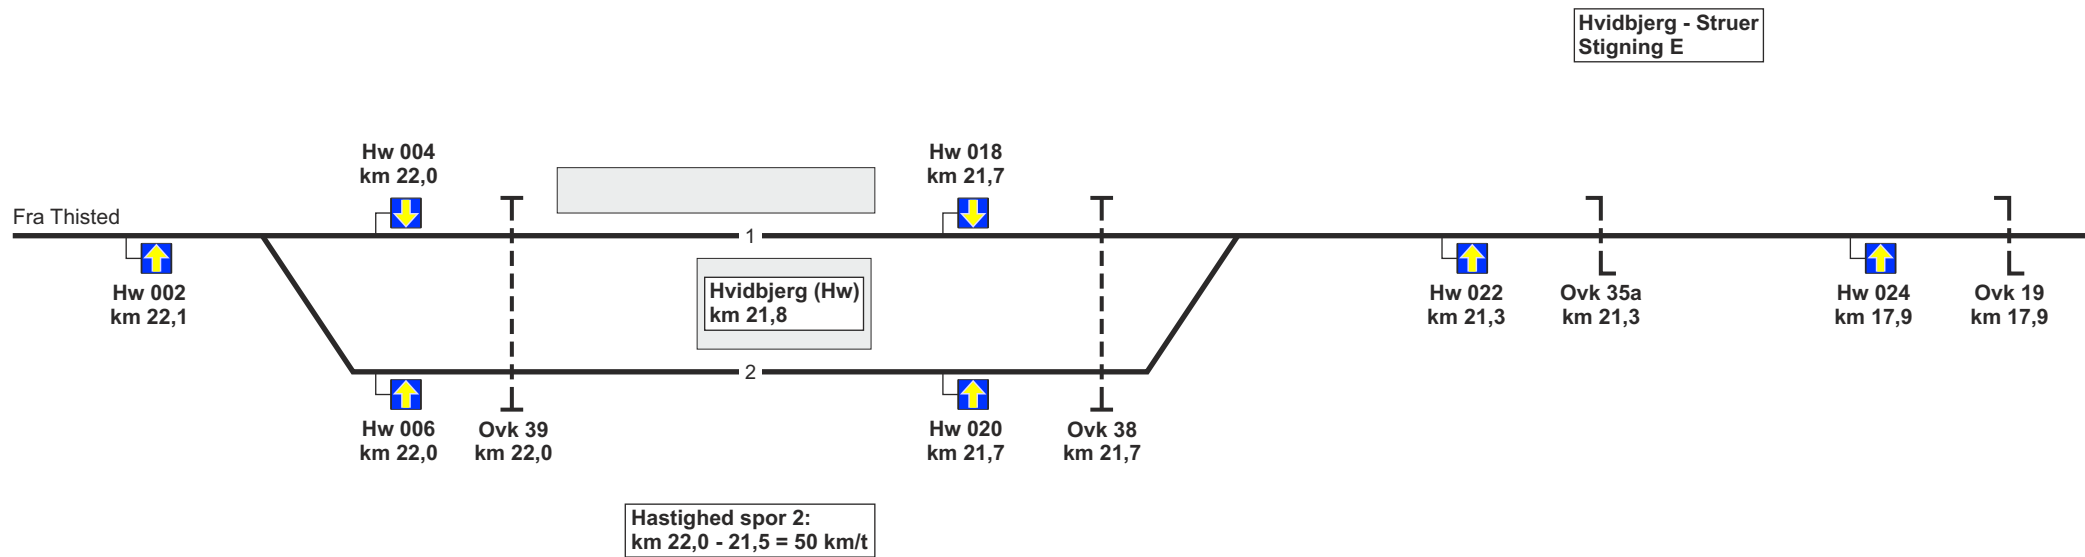 Hvidbjerg - Struer
Stigning E
Hw 004
km 22,0
Hw 018
km 21,7
Fra Thisted
1
Hw 002
km 22,1
Hvidbjerg (Hw)
km 21,8
Hw 022
km 21,3
Ovk 35a
km 21,3
Hw 024
km 17,9
Ovk 19
km 17,9
2
Hw 006
km 22,0
Ovk 39
km 22,0
Hw 020
km 21,7
Ovk 38
km 21,7
Hastighed spor 2:
km 22,0 - 21,5 = 50 km/t